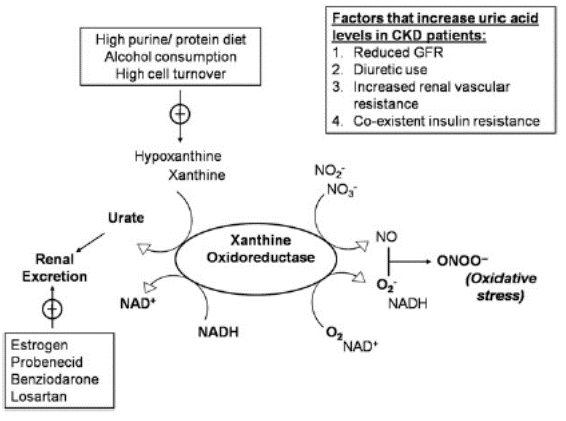 High purine/ protein diet
Alcohol consumption
High cell turnover
Factors that increase uric acid
levels in CKD patients:
1. Reduced GFR
2. Diuretic use
3. Increased renal vascular
resistance
4. Co-existent insulin resistance
+
Hypoxanthine
Xanthine
NO₂⁻
NO₃⁻
Urate
Xanthine
Oxidoreductase
NO
ONOO⁻
(Oxidative
stress)
Renal
Excretion
O₂⁻
NADH
NAD⁺
+
NADH
O₂
NAD⁺
Estrogen
Probenecid
Benziodarone
Losartan